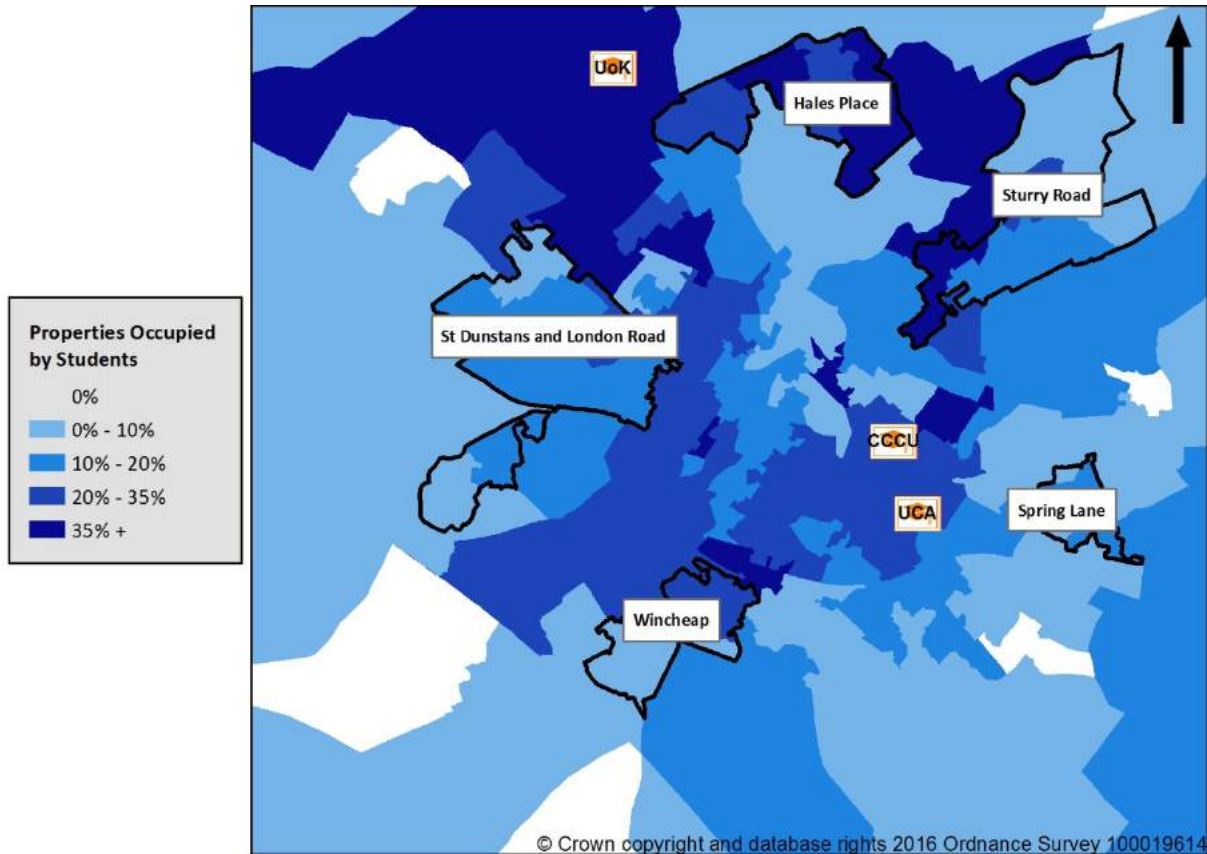 Properties Occupied
by Students
0%
0% - 10%
10% - 20%
20% - 35%
35% +
UoK
Hales Place
Sturry Road
St Dunstans and London Road
CCCU
UCA
Spring Lane
Wincheap
© Crown copyright and database rights 2016 Ordnance Survey 100019614